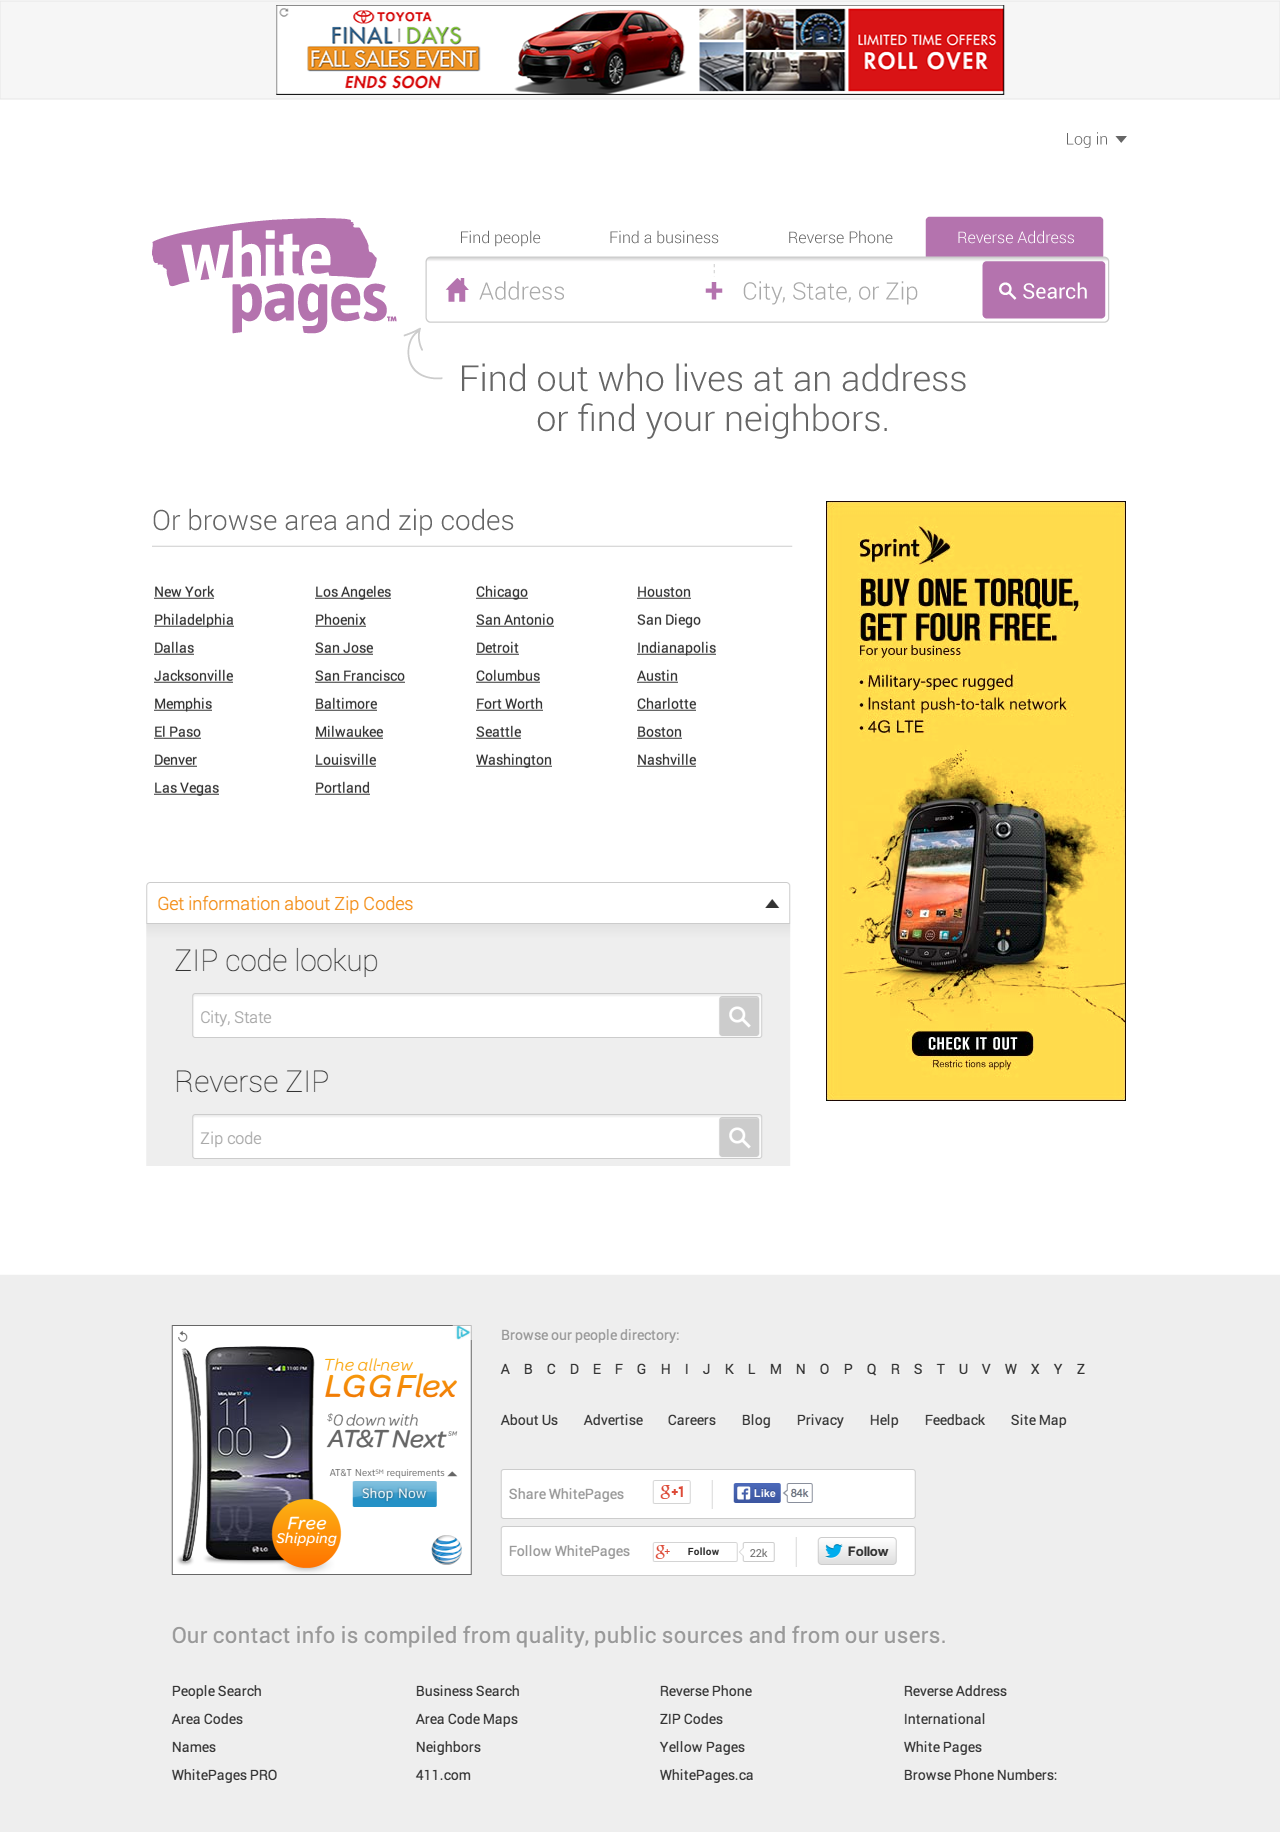 TOYOTA
FINAL | DAYS
FALL SALES EVENT
ENDS SOON
LIMITED TIME OFFERS
ROLL OVER
Log in
white pages™
Find people
Find a business
Reverse Phone
Reverse Address
Address
City, State, or Zip
Search
Find out who lives at an address
or find your neighbors.
Or browse area and zip codes
New York Los Angeles Chicago Houston
Philadelphia Phoenix San Antonio San Diego
Dallas San Jose Detroit Indianapolis
Jacksonville San Francisco Columbus Austin
Memphis Baltimore Fort Worth Charlotte
El Paso Milwaukee Seattle Boston
Denver Louisville Washington Nashville
Las Vegas Portland
Sprint
BUY ONE TORQUE,
GET FOUR FREE.
For your business
• Military-spec rugged
• Instant push-to-talk network
• 4G LTE
CHECK IT OUT
Restric tions apply
Get information about Zip Codes
ZIP code lookup
City, State
Reverse ZIP
Zip code
The all-new
LG G Flex
$0 down with
AT&T Next℠
AT&T Next℠ requirements
Shop Now
Free
Shipping
Mon, Mar 17
11
00
LG
Browse our people directory:
A B C D E F G H I J K L M N O P Q R S T U V W X Y Z
About Us Advertise Careers Blog Privacy Help Feedback Site Map
Share WhitePages g+1 Like 84k
Follow WhitePages g+ Follow 22k Follow
Our contact info is compiled from quality, public sources and from our users.
People Search Business Search Reverse Phone Reverse Address
Area Codes Area Code Maps ZIP Codes International
Names Neighbors Yellow Pages White Pages
WhitePages PRO 411.com WhitePages.ca Browse Phone Numbers: